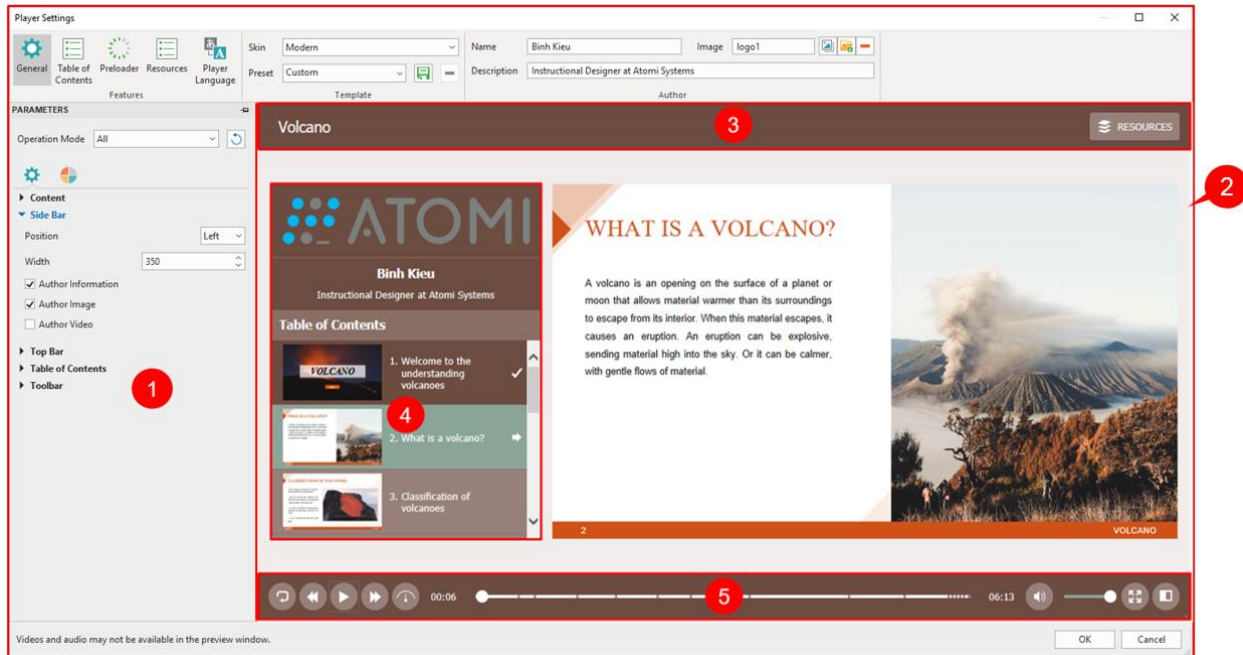 Player Settings
General
Table of
Contents
Preloader
Resources
Player
Language
Features
Skin Modern
Preset Custom
Template
Name Binh Kieu Image logo1
Description Instructional Designer at Atomi Systems
Author
PARAMETERS
Operation Mode All
Content
Side Bar
Position Left
Width 350
Author Information
Author Image
Author Video
Top Bar
Table of Contents
Toolbar
1
Volcano
3
RESOURCES
2
ATOMI
Binh Kieu
Instructional Designer at Atomi Systems
Table of Contents
VOLCANO
1. Welcome to the
understanding
volcanoes
4
2. What is a volcano?
3. Classification of
volcanoes
WHAT IS A VOLCANO?
A volcano is an opening on the surface of a planet or
moon that allows material warmer than its surroundings
to escape from its interior. When this material escapes, it
causes an eruption. An eruption can be explosive,
sending material high into the sky. Or it can be calmer,
with gentle flows of material.
2 VOLCANO
00:06 5 06:13
Videos and audio may not be available in the preview window.
OK Cancel